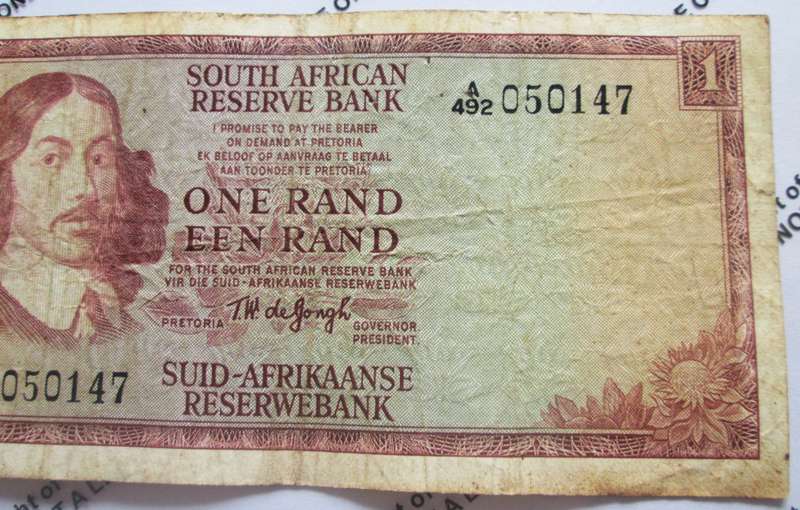 SOUTH AFRICAN
RESERVE BANK
A
492 050147
1
I PROMISE TO PAY THE BEARER
ON DEMAND AT PRETORIA
EK BELOOF OP AANVRAAG TE BETAAL
AAN TOONDER TE PRETORIA
ONE RAND
EEN RAND
FOR THE SOUTH AFRICAN RESERVE BANK
VIR DIE SUID-AFRIKAANSE RESERWEBANK
T.W. de Jongh
PRETORIA
GOVERNOR.
PRESIDENT.
050147
SUID-AFRIKAANSE
RESERWEBANK